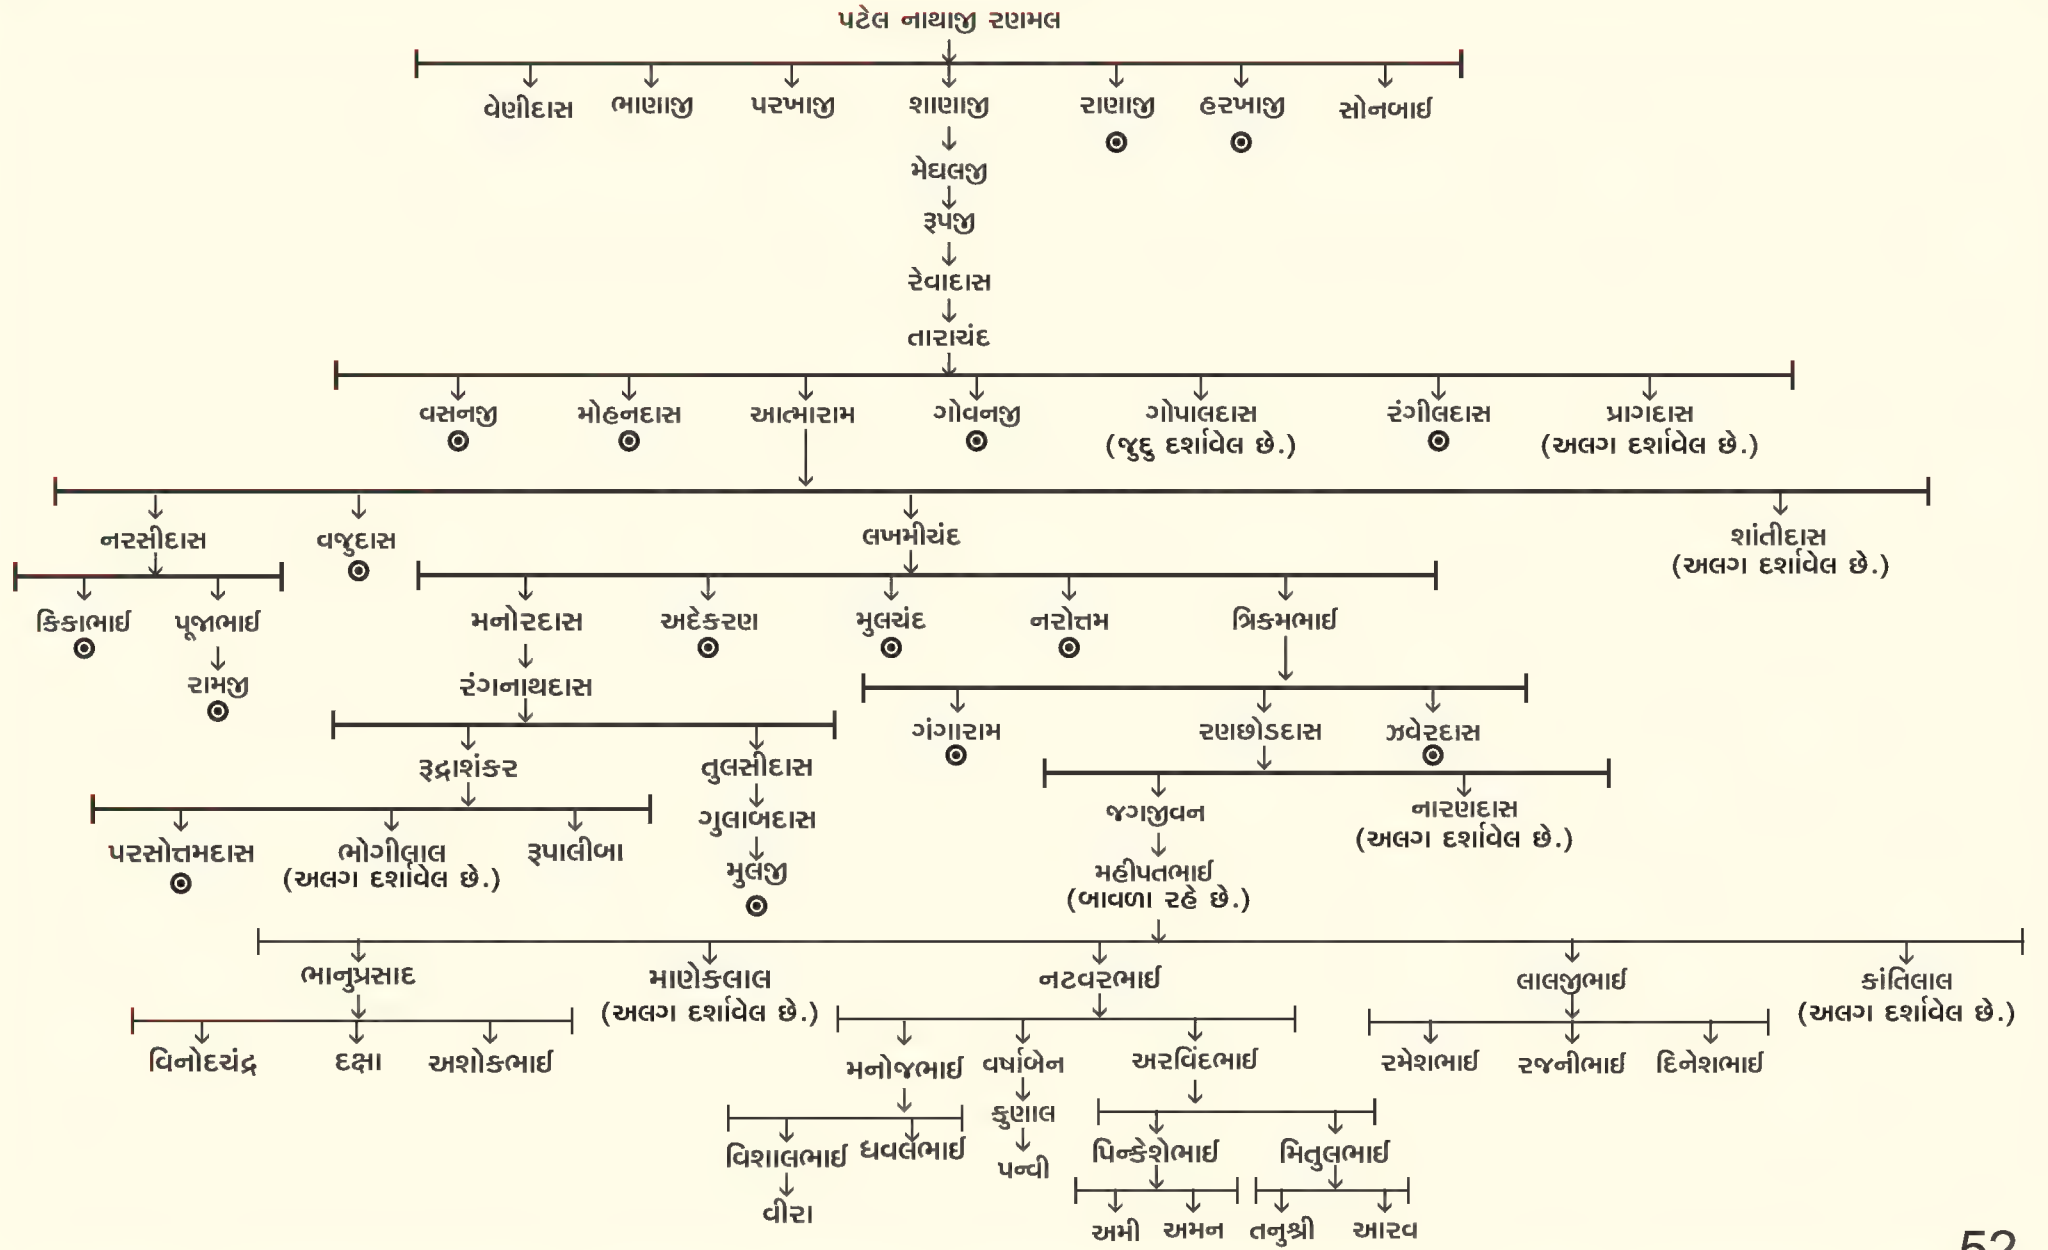 પટેલ નાથાજી રણમલ
વેણીદાસ ભાણાજી પરખાજી શાણાજી રાણાજી હરખાજી સોનબાઈ
મેઘલજી
રૂપજી
રેવાદાસ
તારાચંદ
વસનજી મોહનદાસ આત્મારામ ગોવનજી ગોપાલદાસ રંગીલદાસ પ્રાગદાસ
(જુદુ દર્શાવેલ છે.) (અલગ દર્શાવેલ છે.)
નરસીદાસ વજુદાસ લખમીચંદ શાંતીદાસ
(અલગ દર્શાવેલ છે.)
કિકાભાઈ પૂજાભાઈ મનોરદાસ અદેકરણ મુલચંદ નરોત્તમ ત્રિકમભાઈ
રામજી રંગનાથદાસ
ગંગારામ રણછોડદાસ ઝવેરદાસ
રૂદ્રાશંકર તુલસીદાસ
જગજીવન નારણદાસ
ગુલાબદાસ (અલગ દર્શાવેલ છે.)
પરસોત્તમદાસ ભોગીલાલ રૂપાલીબા
(અલગ દર્શાવેલ છે.) મુલજી મહીપતભાઈ
(બાવળા રહે છે.)
ભાનુપ્રસાદ માણેકલાલ નટવરભાઈ લાલજીભાઈ કાંતિલાલ
(અલગ દર્શાવેલ છે.) (અલગ દર્શાવેલ છે.)
વિનોદચંદ્ર દક્ષા અશોકભાઈ મનોજભાઈ વર્ષાબેન અરવિંદભાઈ રમેશભાઈ રજનીભાઈ દિનેશભાઈ
કુણાલ
વિશાલભાઈ ધવલભાઈ પન્વી પિન્કેશભાઈ મિતુલભાઈ
વીરા
અમી અમન તનુશ્રી આરવ
52